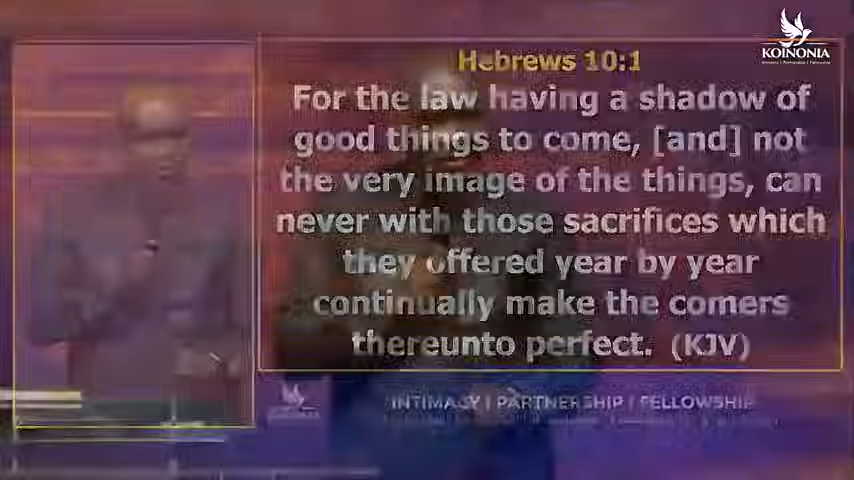 KOINONIA
Hebrews 10:1
For the law having a shadow of
good things to come, [and] not
the very image of the things, can
never with those sacrifices which
they offered year by year
continually make the comers
thereunto perfect. (KJV)
INTIMACY | PARTNERSHIP | FELLOWSHIP